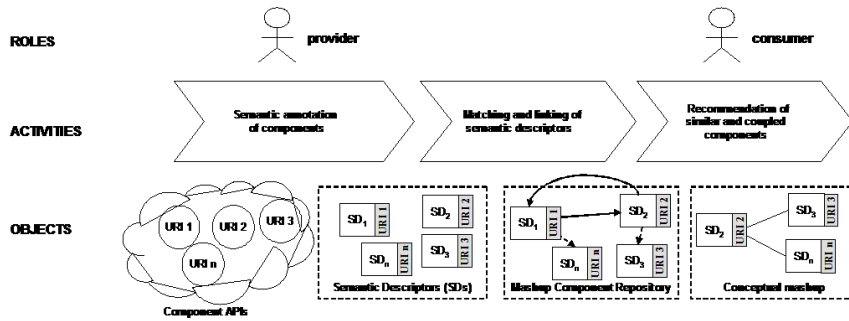 ROLES
provider
consumer
ACTIVITIES
Semantic annotation
of components
Matching and linking of
semantic descriptors
Recommendation of
similar and coupled
components
OBJECTS
URI 1
URI 2
URI 3
URI n
Component APIs
SD1
URI 1
SD2
URI 2
SDn
URI n
SD3
URI 3
Semantic Descriptors (SDs)
SD1
URI 1
SD2
URI 2
SDn
URI n
SD3
URI 3
Mashup Component Repository
SD2
URI 2
SD3
URI 3
SDn
URI n
Conceptual mashup